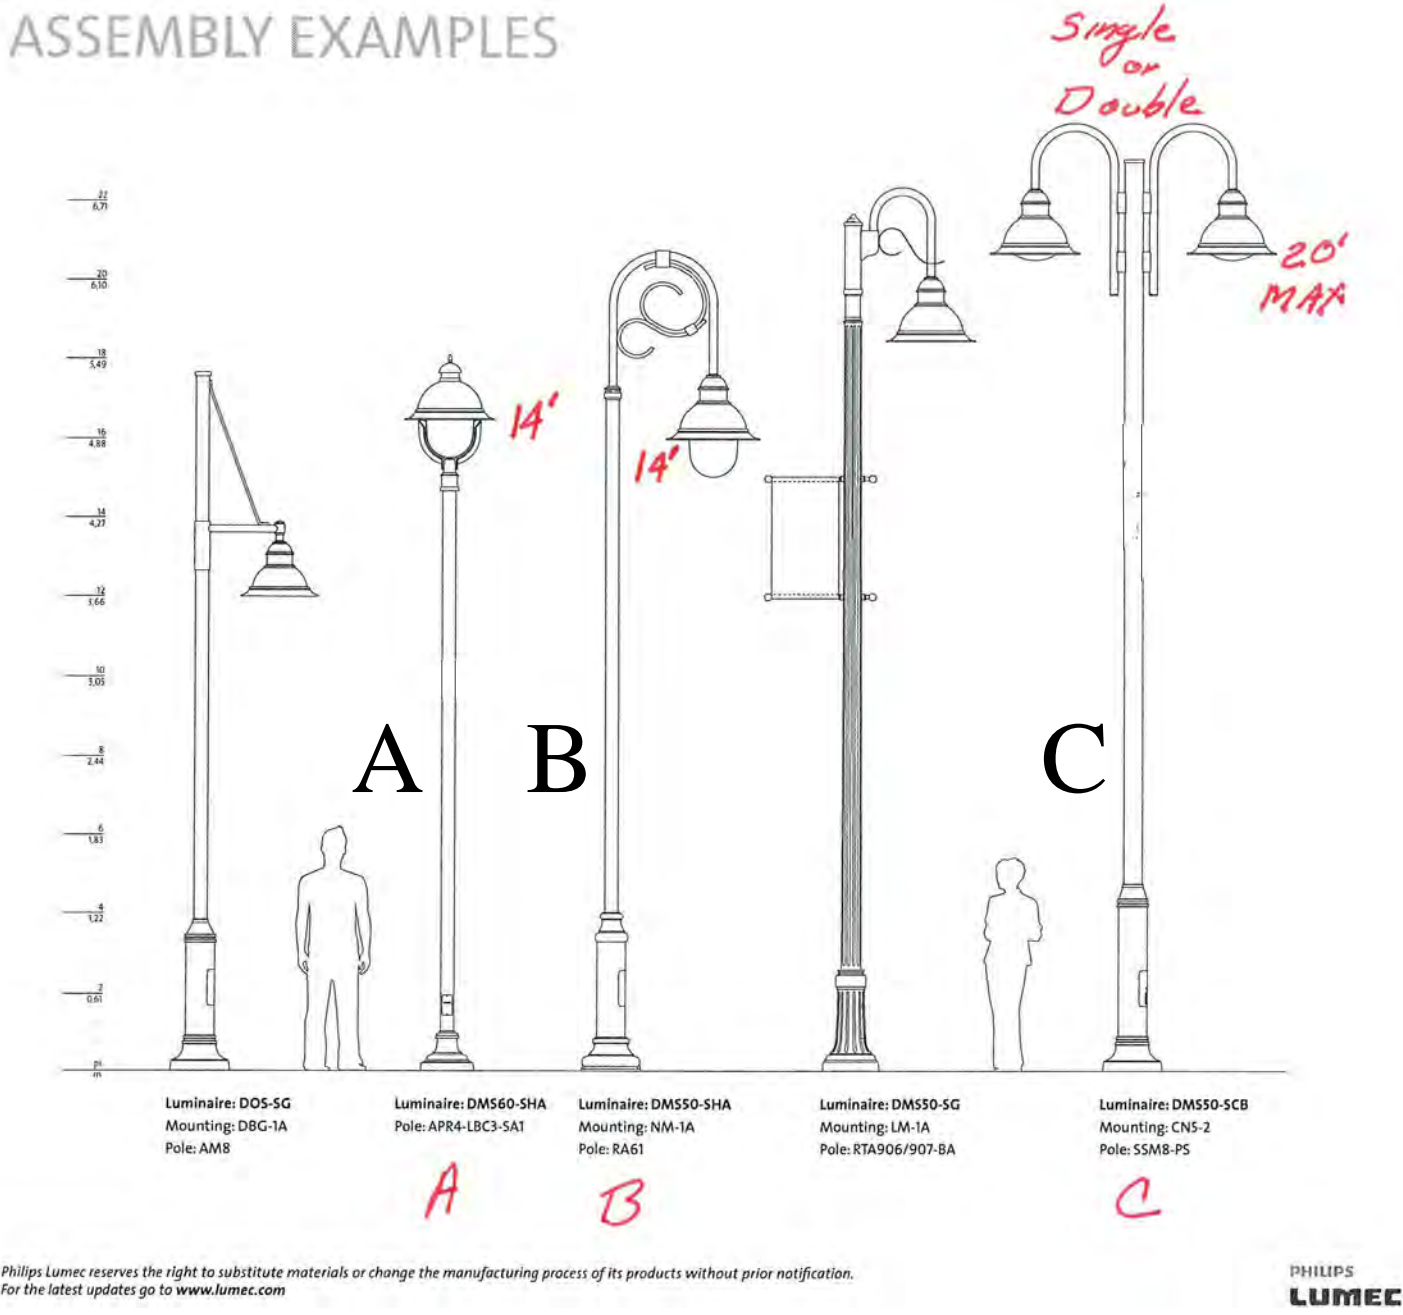 ASSEMBLY EXAMPLES
Single
or
Double
22
6,71
20
6,10
18
5,49
16
4,88
14
4,27
12
3,66
10
3,05
8
2,44
6
1,83
4
1,22
2
0,61
pi
m
14'
14'
20'
MAX
A
B
C
Luminaire: DOS-SG
Mounting: DBG-1A
Pole: AM8
Luminaire: DMS60-SHA
Pole: APR4-LBC3-SA1
Luminaire: DMS50-SHA
Mounting: NM-1A
Pole: RA61
Luminaire: DMS50-SG
Mounting: LM-1A
Pole: RTA906/907-BA
Luminaire: DMS50-SCB
Mounting: CN5-2
Pole: SSM8-PS
A
B
C
Philips Lumec reserves the right to substitute materials or change the manufacturing process of its products without prior notification.
For the latest updates go to www.lumec.com
PHILIPS
LUMEC